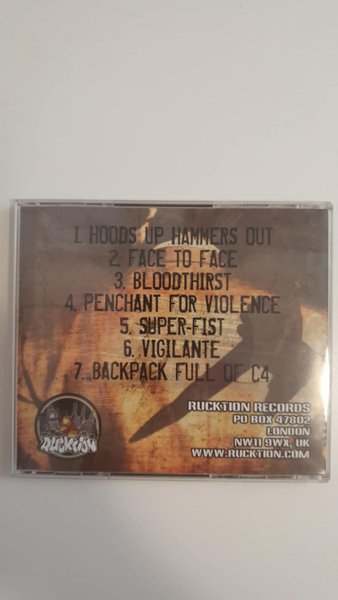 1. HOODS UP HAMMERS OUT
2. FACE TO FACE
3. BLOODTHIRST
4. PENCHANT FOR VIOLENCE
5. SUPER-FIST
6. VIGILANTE
7. BACKPACK FULL OF C4
RUCKTION RECORDS
PO BOX 47802
LONDON
NW11 9WX, UK
WWW.RUCKTION.COM
RUCKTION